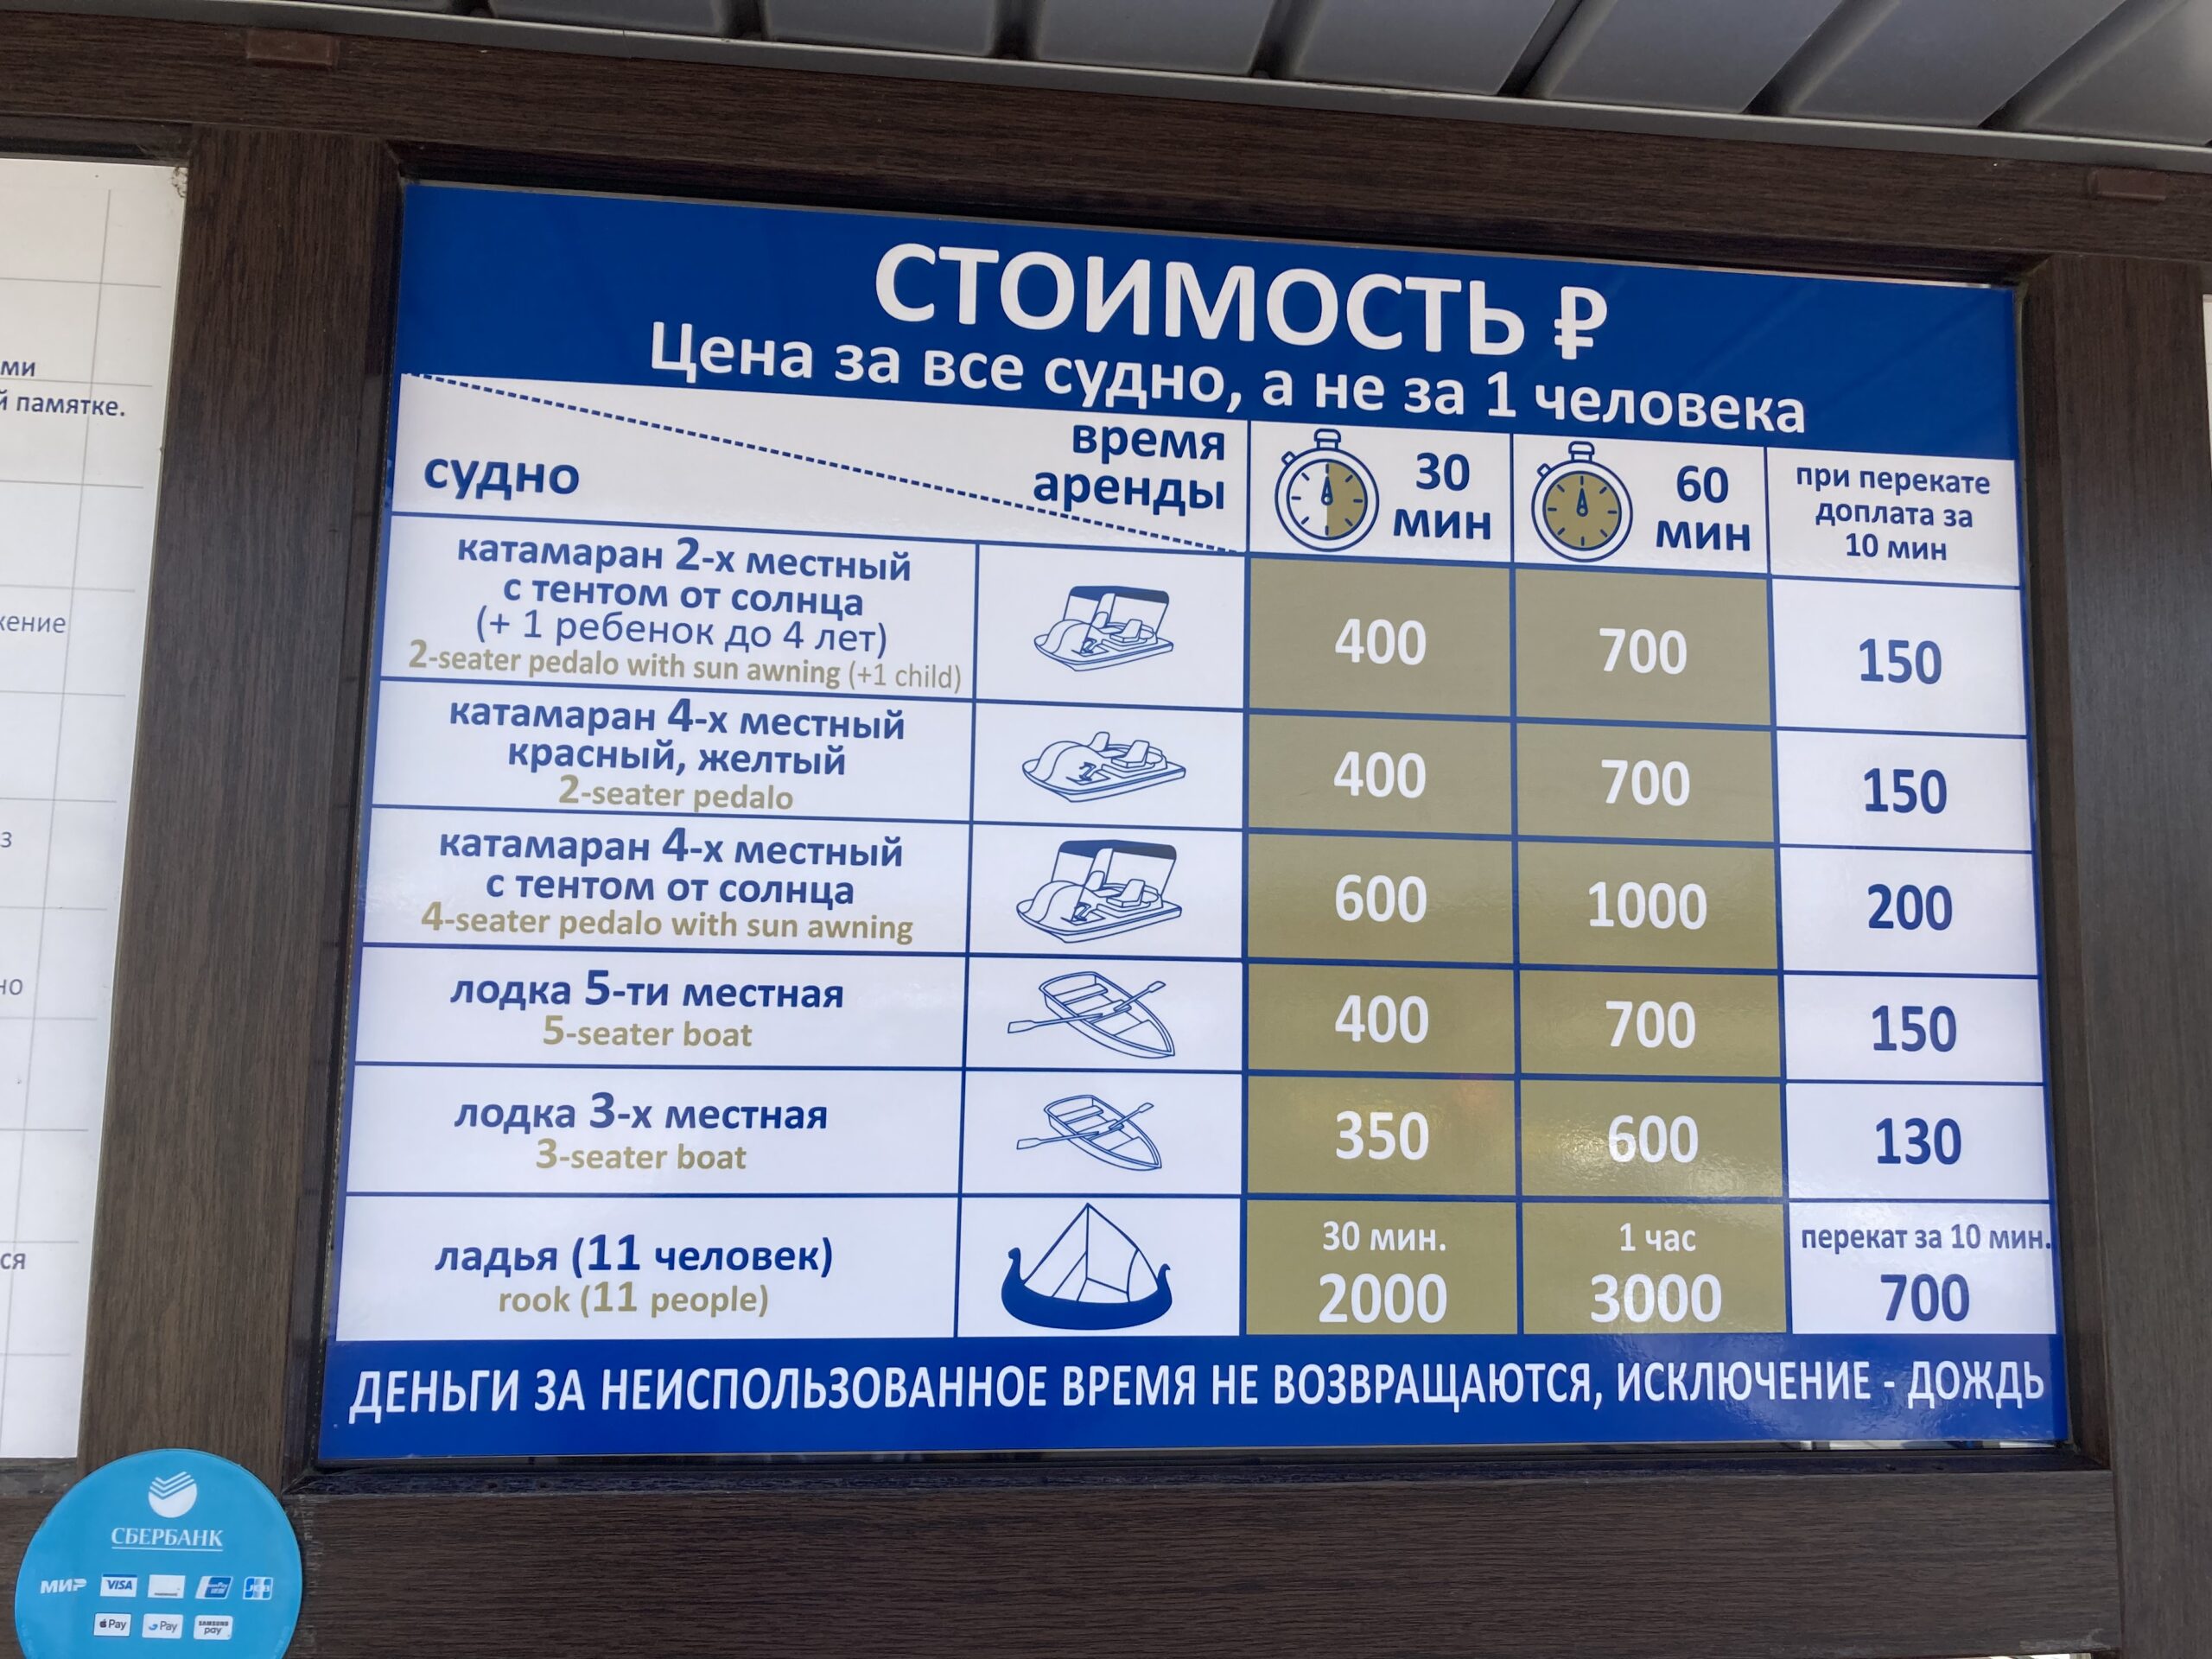 ми
й памятке.
жение
з
но
ся
СТОИМОСТЬ ₽
Цена за все судно, а не за 1 человека
судно
время
аренды
30
мин
60
мин
при перекате
доплата за
10 мин
катамаран 2-х местный
с тентом от солнца
(+ 1 ребенок до 4 лет)
2-seater pedalo with sun awning (+1 child)
400
700
150
катамаран 4-х местный
красный, желтый
2-seater pedalo
400
700
150
катамаран 4-х местный
с тентом от солнца
4-seater pedalo with sun awning
600
1000
200
лодка 5-ти местная
5-seater boat
400
700
150
лодка 3-х местная
3-seater boat
350
600
130
ладья (11 человек)
rook (11 people)
30 мин.
2000
1 час
3000
перекат за 10 мин.
700
ДЕНЬГИ ЗА НЕИСПОЛЬЗОВАННОЕ ВРЕМЯ НЕ ВОЗВРАЩАЮТСЯ, ИСКЛЮЧЕНИЕ - ДОЖДЬ
СБЕРБАНК
МИР VISA UnionPay JCB
Pay Pay SAMSUNG pay